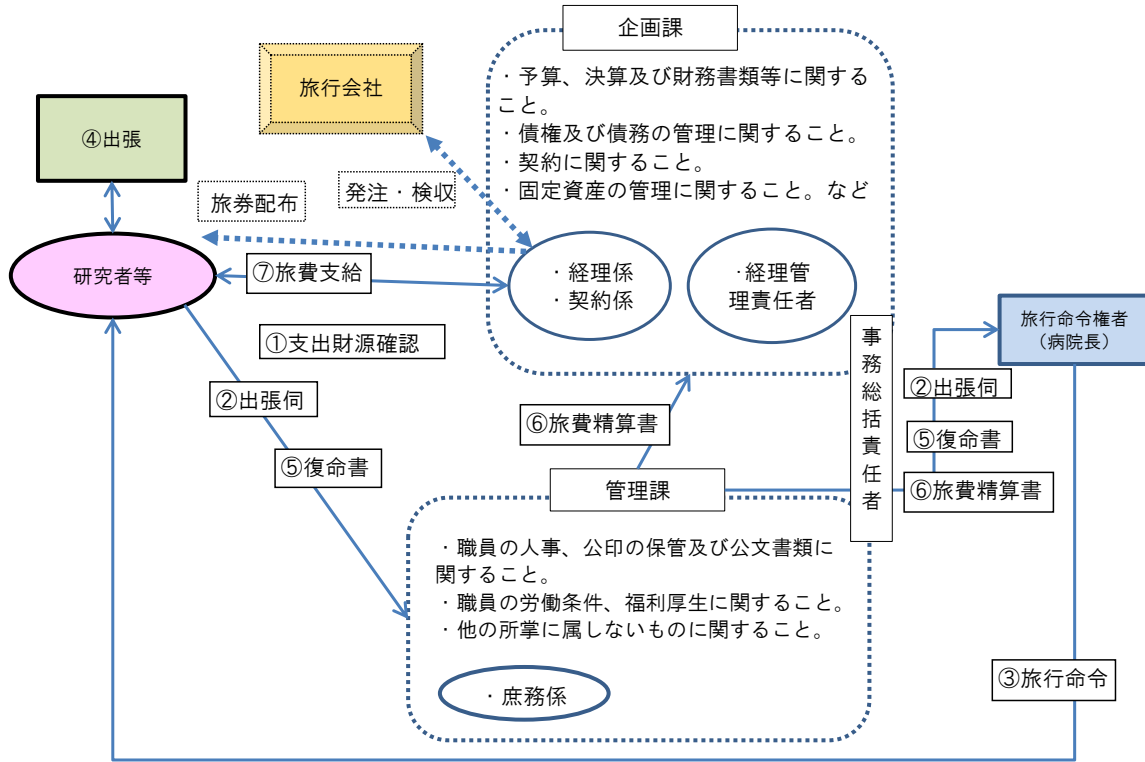 企画課
・予算、決算及び財務書類等に関する
こと。
・債権及び債務の管理に関すること。
・契約に関すること。
・固定資産の管理に関すること。など
旅行会社
④出張
発注・検収
旅券配布
研究者等
⑦旅費支給
・経理係
・契約係
・経理管
理責任者
①支出財源確認
②出張伺
⑤復命書
⑥旅費精算書
事務総括責任者
旅行命令権者
（病院長）
②出張伺
⑤復命書
⑥旅費精算書
管理課
・職員の人事、公印の保管及び公文書類に
関すること。
・職員の労働条件、福利厚生に関すること。
・他の所掌に属しないものに関すること。
・庶務係
③旅行命令